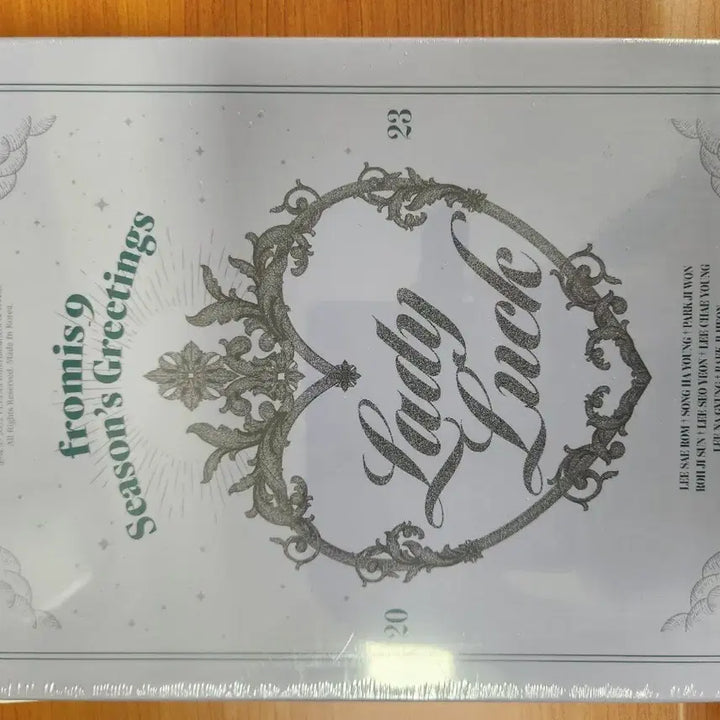 All Rights Reserved. Made in Korea.
fromis_9
Season's Greetings
20 23
Lady
Luck
LEE SAE ROM † SONG HA YOUNG † PARK JI WON
ROH JI SUN † LEE SEO YEON † LEE CHAE YOUNG